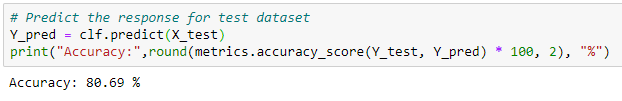 # Predict the response for test dataset
Y_pred = clf.predict(X_test)
print("Accuracy:",round(metrics.accuracy_score(Y_test, Y_pred) * 100, 2), "%")
Accuracy: 80.69 %